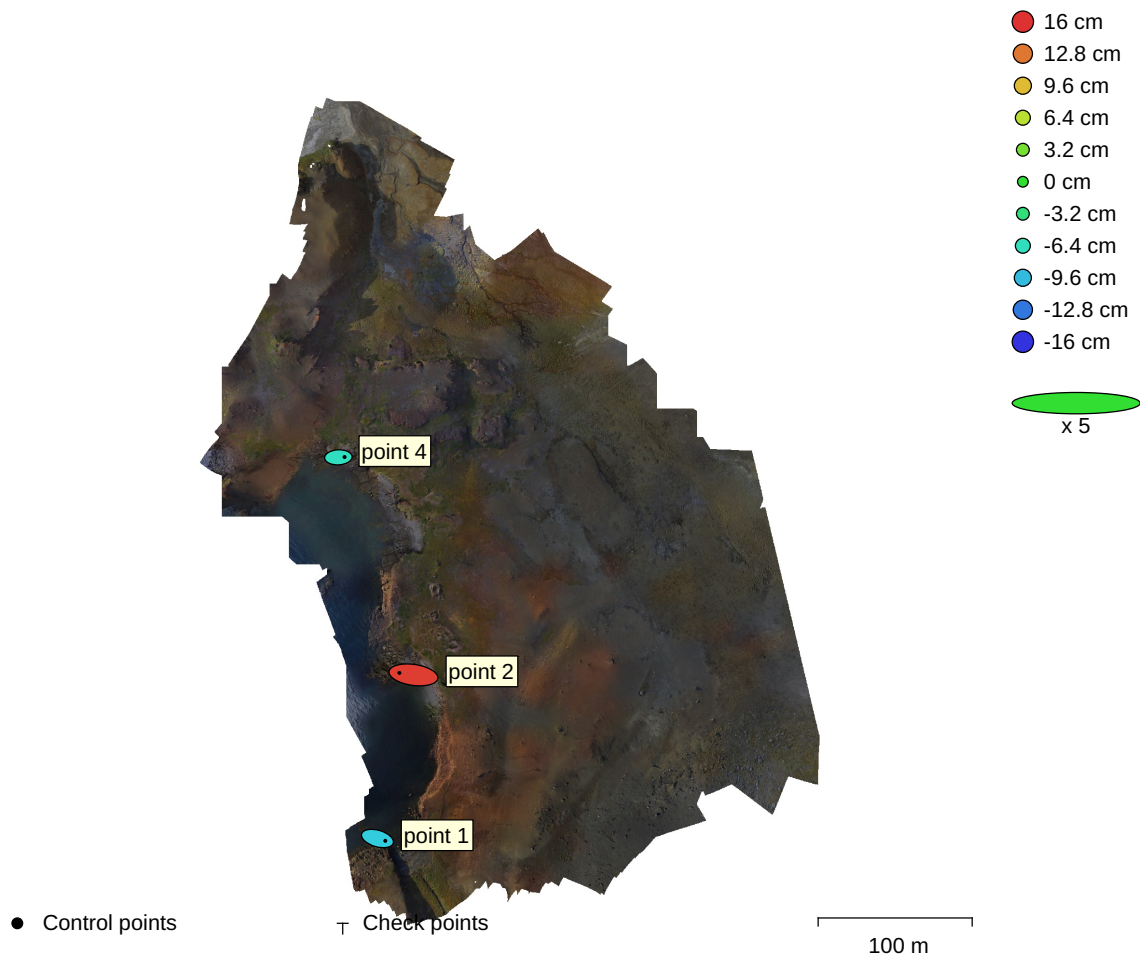 16 cm
12.8 cm
9.6 cm
6.4 cm
3.2 cm
0 cm
-3.2 cm
-6.4 cm
-9.6 cm
-12.8 cm
-16 cm
x 5
point 4
point 2
point 1
Control points
Check points
100 m